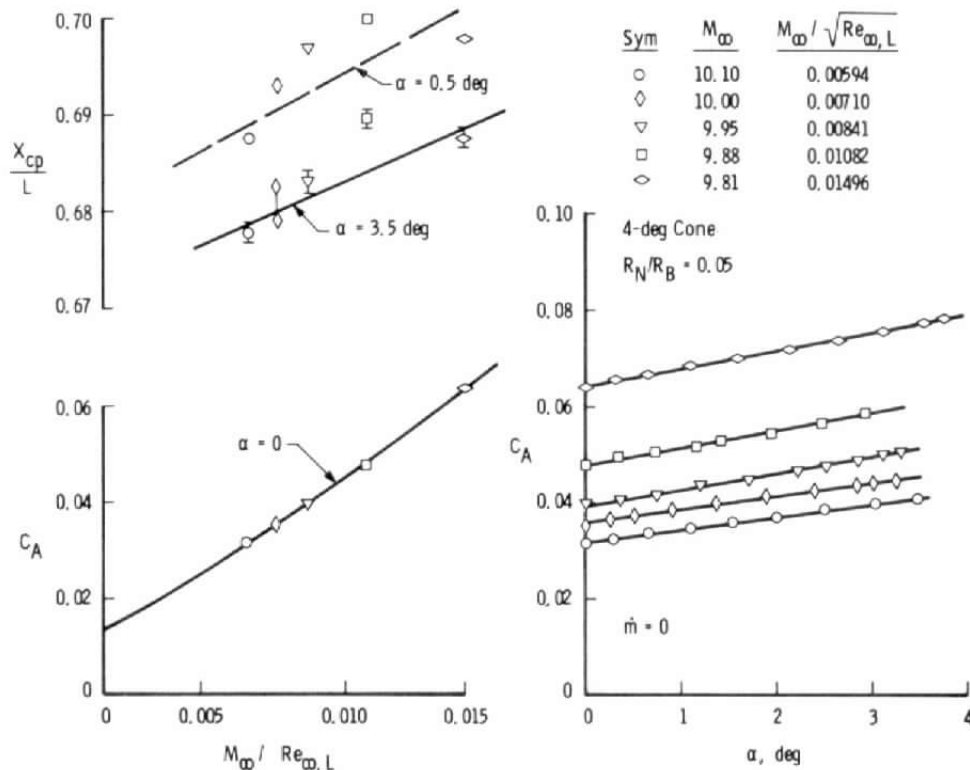 0.70
0.69
0.68
0.67
X_cp/L
α = 0.5 deg
α = 3.5 deg
Sym M∞ M∞/√Re∞,L
○ 10.10 0.00594
◊ 10.00 0.00710
▽ 9.95 0.00841
□ 9.88 0.01082
⬦ 9.81 0.01496
0.06
0.04
0.02
0
C_A
α = 0
0 0.005 0.010 0.015
M∞/ Re∞,L
4-deg Cone
R_N/R_B = 0.05
0.10
0.08
0.06
0.04
0.02
0
C_A
ṁ = 0
0 1 2 3 4
α, deg